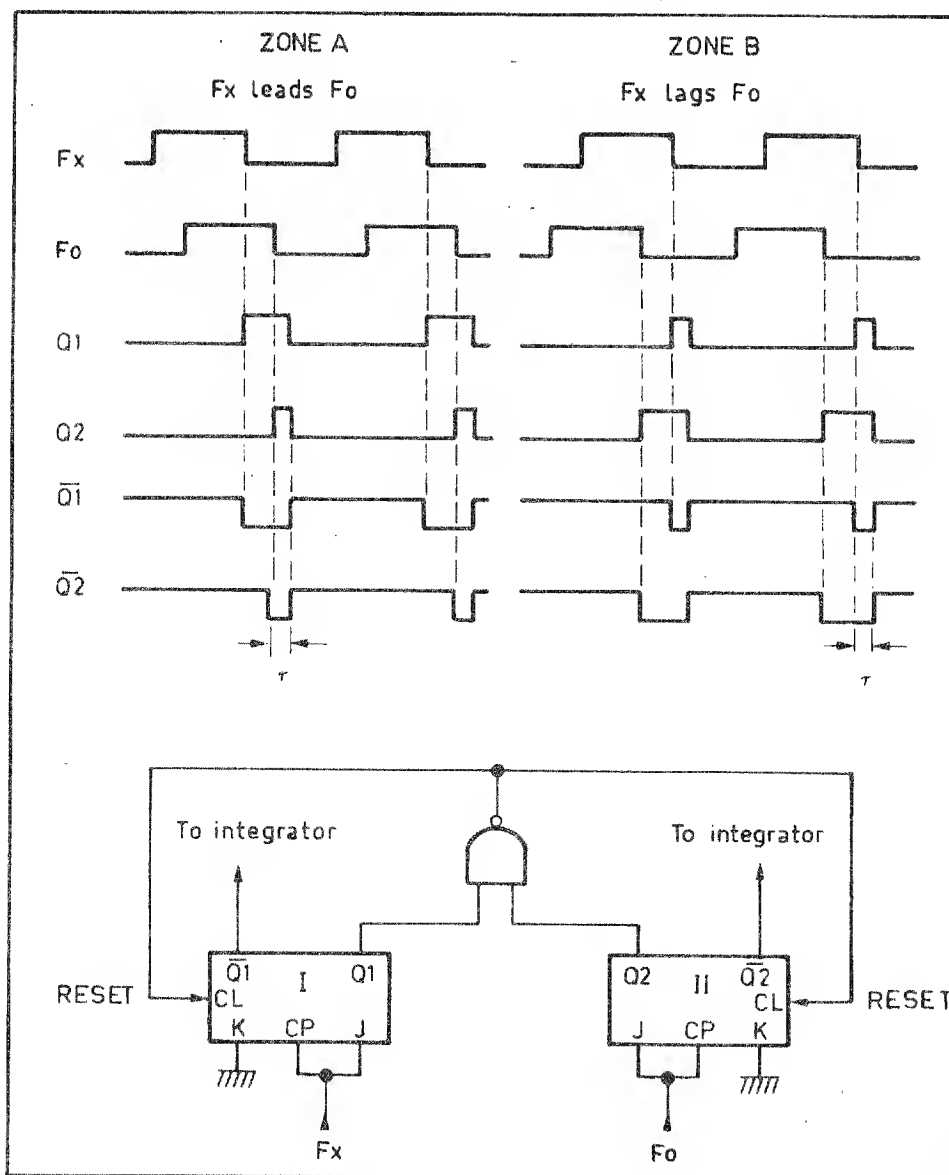 ZONE A ZONE B
Fx leads Fo Fx lags Fo
Fx
Fo
Q1
Q2
Q̅1̅
Q̅2̅
τ τ
To integrator To integrator
Q̅1̅ I Q1 Q2 II Q̅2̅
RESET CL CL RESET
K CP J J CP K
Fx Fo